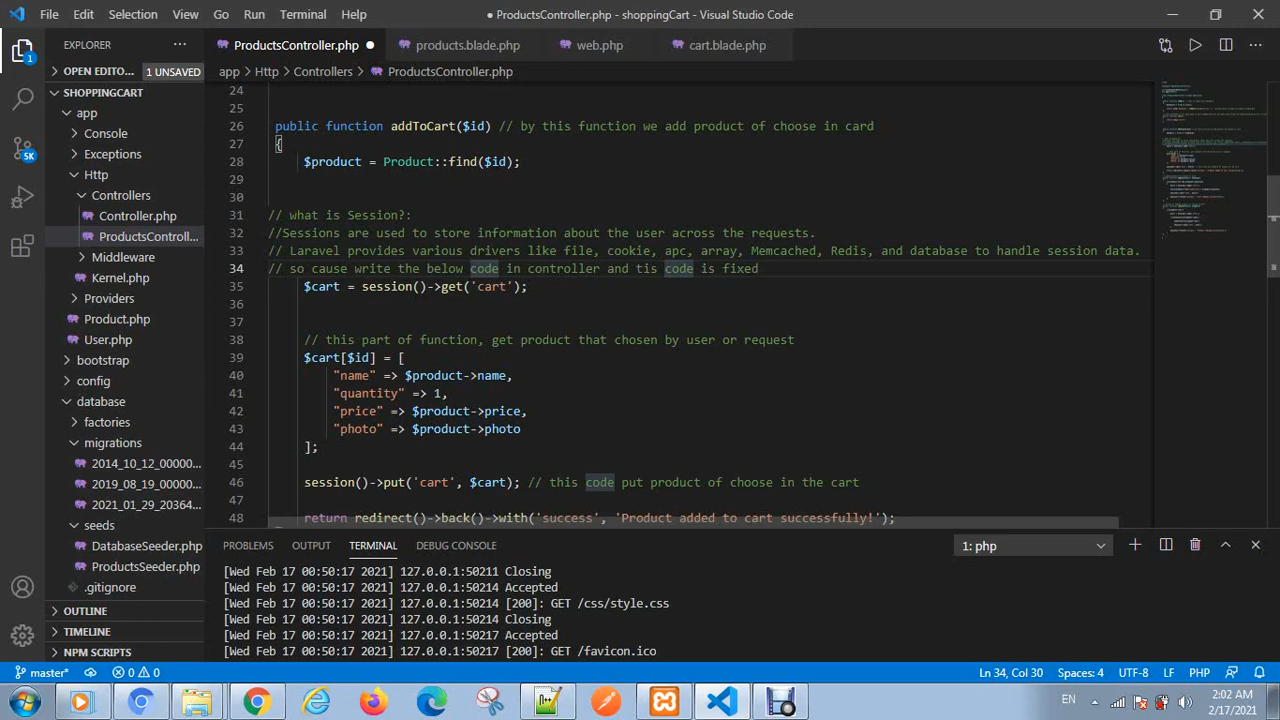 File Edit Selection View Go Run Terminal Help
● ProductsController.php - shoppingCart - Visual Studio Code
EXPLORER
ProductsController.php
products.blade.php
web.php
cart.blade.php
OPEN EDITO... 1 UNSAVED
app > Http > Controllers > ProductsController.php
SHOPPINGCART
app
Console
Exceptions
Http
Controllers
Controller.php
ProductsControll...
Middleware
Kernel.php
Providers
Product.php
User.php
bootstrap
config
database
factories
migrations
2014_10_12_00000...
2019_08_19_00000...
2021_01_29_20364...
seeds
DatabaseSeeder.php
ProductsSeeder.php
.gitignore
OUTLINE
TIMELINE
NPM SCRIPTS
1
5K
24
25
26 public function addToCart($id) // by this function we add product of choose in card
27 {
28 $product = Product::find($id);
29
30
31 // what is Session:
32 //Sessions are used to store information about the user across the requests.
33 // Laravel provides various drivers like file, cookie, apc, array, Memcached, Redis, and database to handle session data.
34 // so cause write the below code in controller and tis code is fixed
35 $cart = session()->get('cart');
36
37
38 // this part of function, get product that chosen by user or request
39 $cart[$id] = [
40 "name" => $product->name,
41 "quantity" => 1,
42 "price" => $product->price,
43 "photo" => $product->photo
44 ];
45
46 session()->put('cart', $cart); // this code put product of choose in the cart
47
48 return redirect()->back()->with('success', 'Product added to cart successfully!');
PROBLEMS OUTPUT TERMINAL DEBUG CONSOLE
1: php
[Wed Feb 17 00:50:17 2021] 127.0.0.1:50211 Closing
[Wed Feb 17 00:50:17 2021] 127.0.0.1:50214 Accepted
[Wed Feb 17 00:50:17 2021] 127.0.0.1:50214 [200]: GET /css/style.css
[Wed Feb 17 00:50:17 2021] 127.0.0.1:50214 Closing
[Wed Feb 17 00:50:17 2021] 127.0.0.1:50217 Accepted
[Wed Feb 17 00:50:17 2021] 127.0.0.1:50217 [200]: GET /favicon.ico
master* 0 0 Ln 34, Col 30 Spaces: 4 UTF-8 LF PHP
EN
2:02 AM
2/17/2021